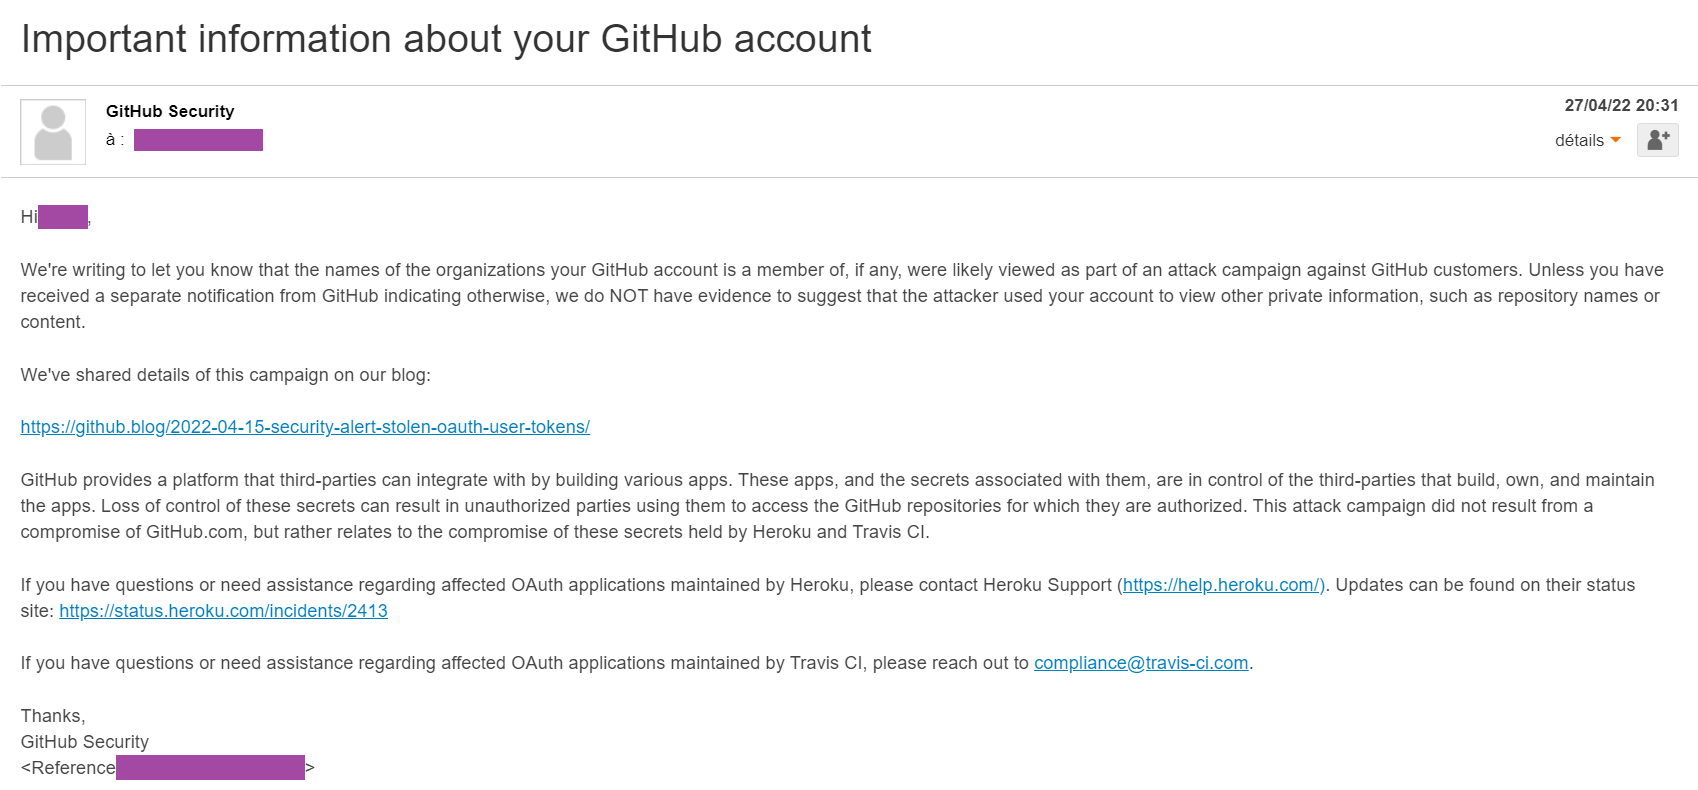 Important information about your GitHub account
GitHub Security
27/04/22 20:31
à :
détails
Hi ,
We're writing to let you know that the names of the organizations your GitHub account is a member of, if any, were likely viewed as part of an attack campaign against GitHub customers. Unless you have
received a separate notification from GitHub indicating otherwise, we do NOT have evidence to suggest that the attacker used your account to view other private information, such as repository names or
content.
We've shared details of this campaign on our blog:
https://github.blog/2022-04-15-security-alert-stolen-oauth-user-tokens/
GitHub provides a platform that third-parties can integrate with by building various apps. These apps, and the secrets associated with them, are in control of the third-parties that build, own, and maintain
the apps. Loss of control of these secrets can result in unauthorized parties using them to access the GitHub repositories for which they are authorized. This attack campaign did not result from a
compromise of GitHub.com, but rather relates to the compromise of these secrets held by Heroku and Travis CI.
If you have questions or need assistance regarding affected OAuth applications maintained by Heroku, please contact Heroku Support (https://help.heroku.com/). Updates can be found on their status
site: https://status.heroku.com/incidents/2413
If you have questions or need assistance regarding affected OAuth applications maintained by Travis CI, please reach out to compliance@travis-ci.com.
Thanks,
GitHub Security
<Reference >